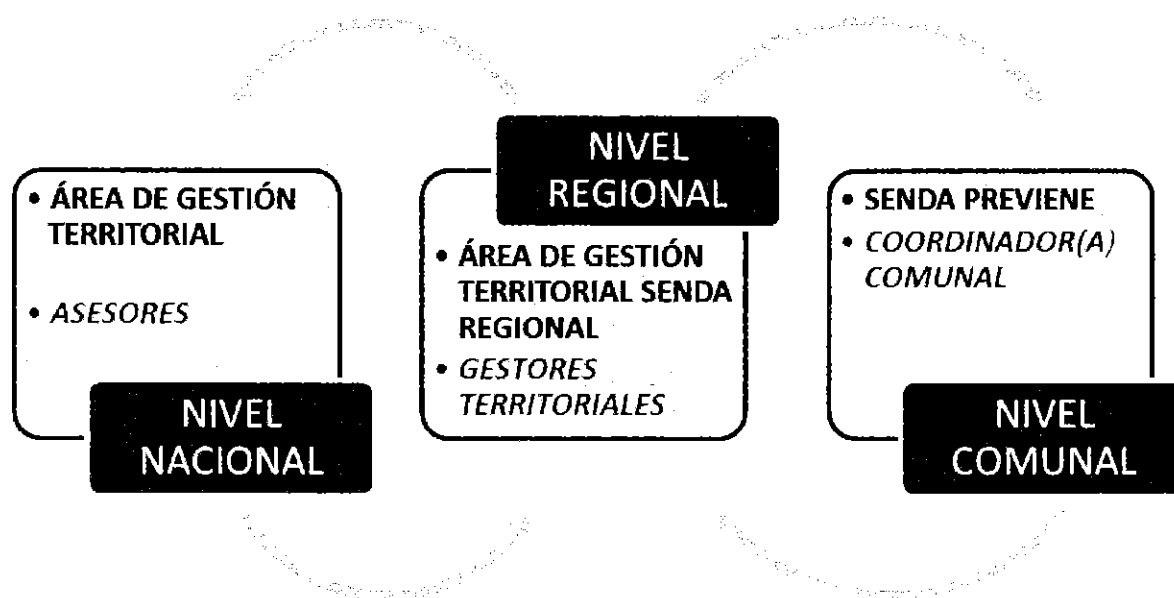 • ÁREA DE GESTIÓN
TERRITORIAL
• ASESORES
NIVEL
NACIONAL
NIVEL
REGIONAL
• ÁREA DE GESTIÓN
TERRITORIAL SENDA
REGIONAL
• GESTORES
TERRITORIALES
• SENDA PREVIENE
• COORDINADOR(A)
COMUNAL
NIVEL
COMUNAL